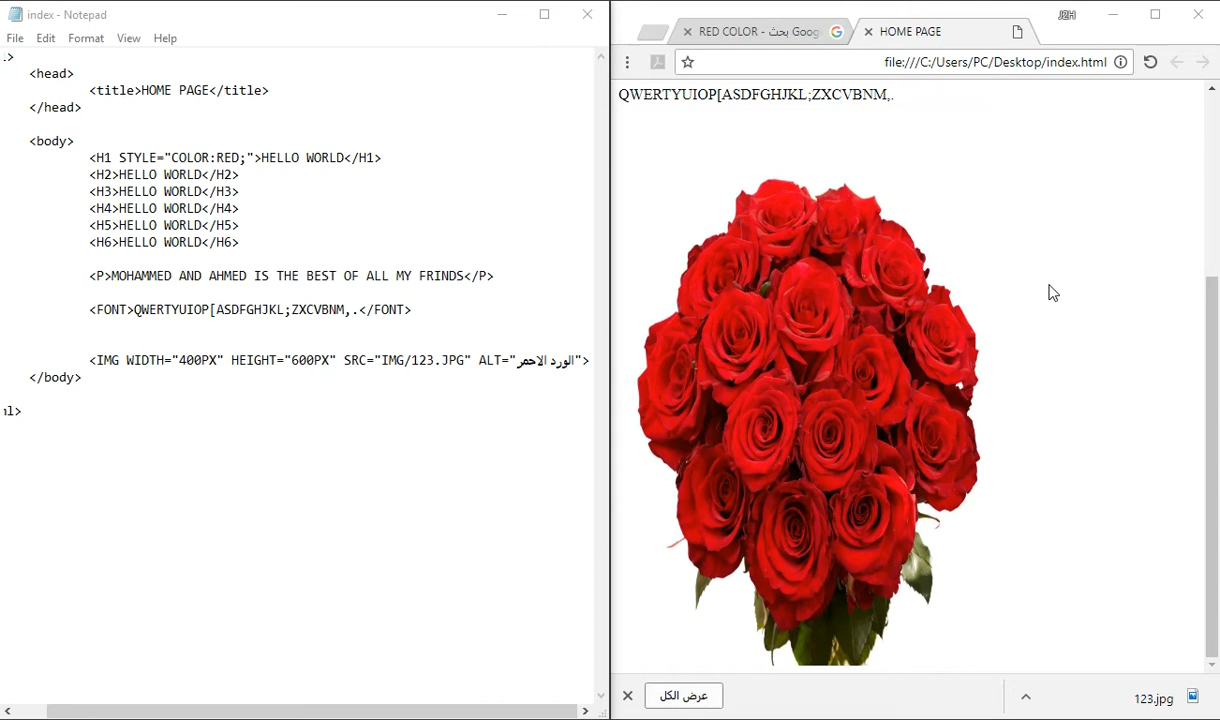 index - Notepad
File Edit Format View Help
.>
<head>
<title>HOME PAGE</title>
</head>
<body>
<H1 STYLE="COLOR:RED;">HELLO WORLD</H1>
<H2>HELLO WORLD</H2>
<H3>HELLO WORLD</H3>
<H4>HELLO WORLD</H4>
<H5>HELLO WORLD</H5>
<H6>HELLO WORLD</H6>
<P>MOHAMMED AND AHMED IS THE BEST OF ALL MY FRINDS</P>
<FONT>QWERTYUIOP[ASDFGHJKL;ZXCVBNM,.</FONT>
<IMG WIDTH="400PX" HEIGHT="600PX" SRC="IMG/123.JPG" ALT="الورد الاحمر">
</body>
ml>
RED COLOR - بحث Goog
HOME PAGE
J2H
file:///C:/Users/PC/Desktop/index.html
QWERTYUIOP[ASDFGHJKL;ZXCVBNM,.
عرض الكل
123.jpg